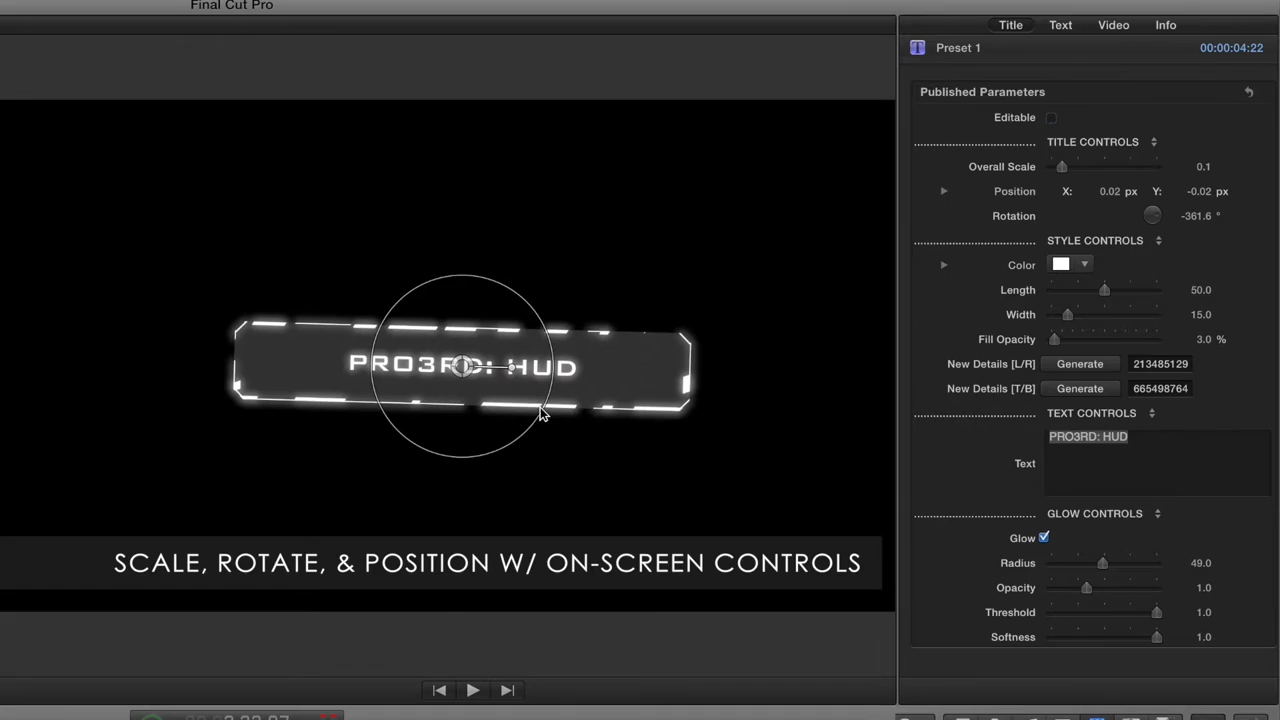 Final Cut Pro
Title Text Video Info
Preset 1 00:00:04:22
Published Parameters
Editable
TITLE CONTROLS
Overall Scale 0.1
Position X: 0.02 px Y: -0.02 px
Rotation -361.6 °
STYLE CONTROLS
Color
Length 50.0
Width 15.0
Fill Opacity 3.0 %
New Details [L/R] Generate 213485129
New Details [T/B] Generate 665498764
TEXT CONTROLS
PRO3RD: HUD
Text
GLOW CONTROLS
Glow
Radius 49.0
Opacity 1.0
Threshold 1.0
Softness 1.0
PRO3RD: HUD
SCALE, ROTATE, & POSITION W/ ON-SCREEN CONTROLS